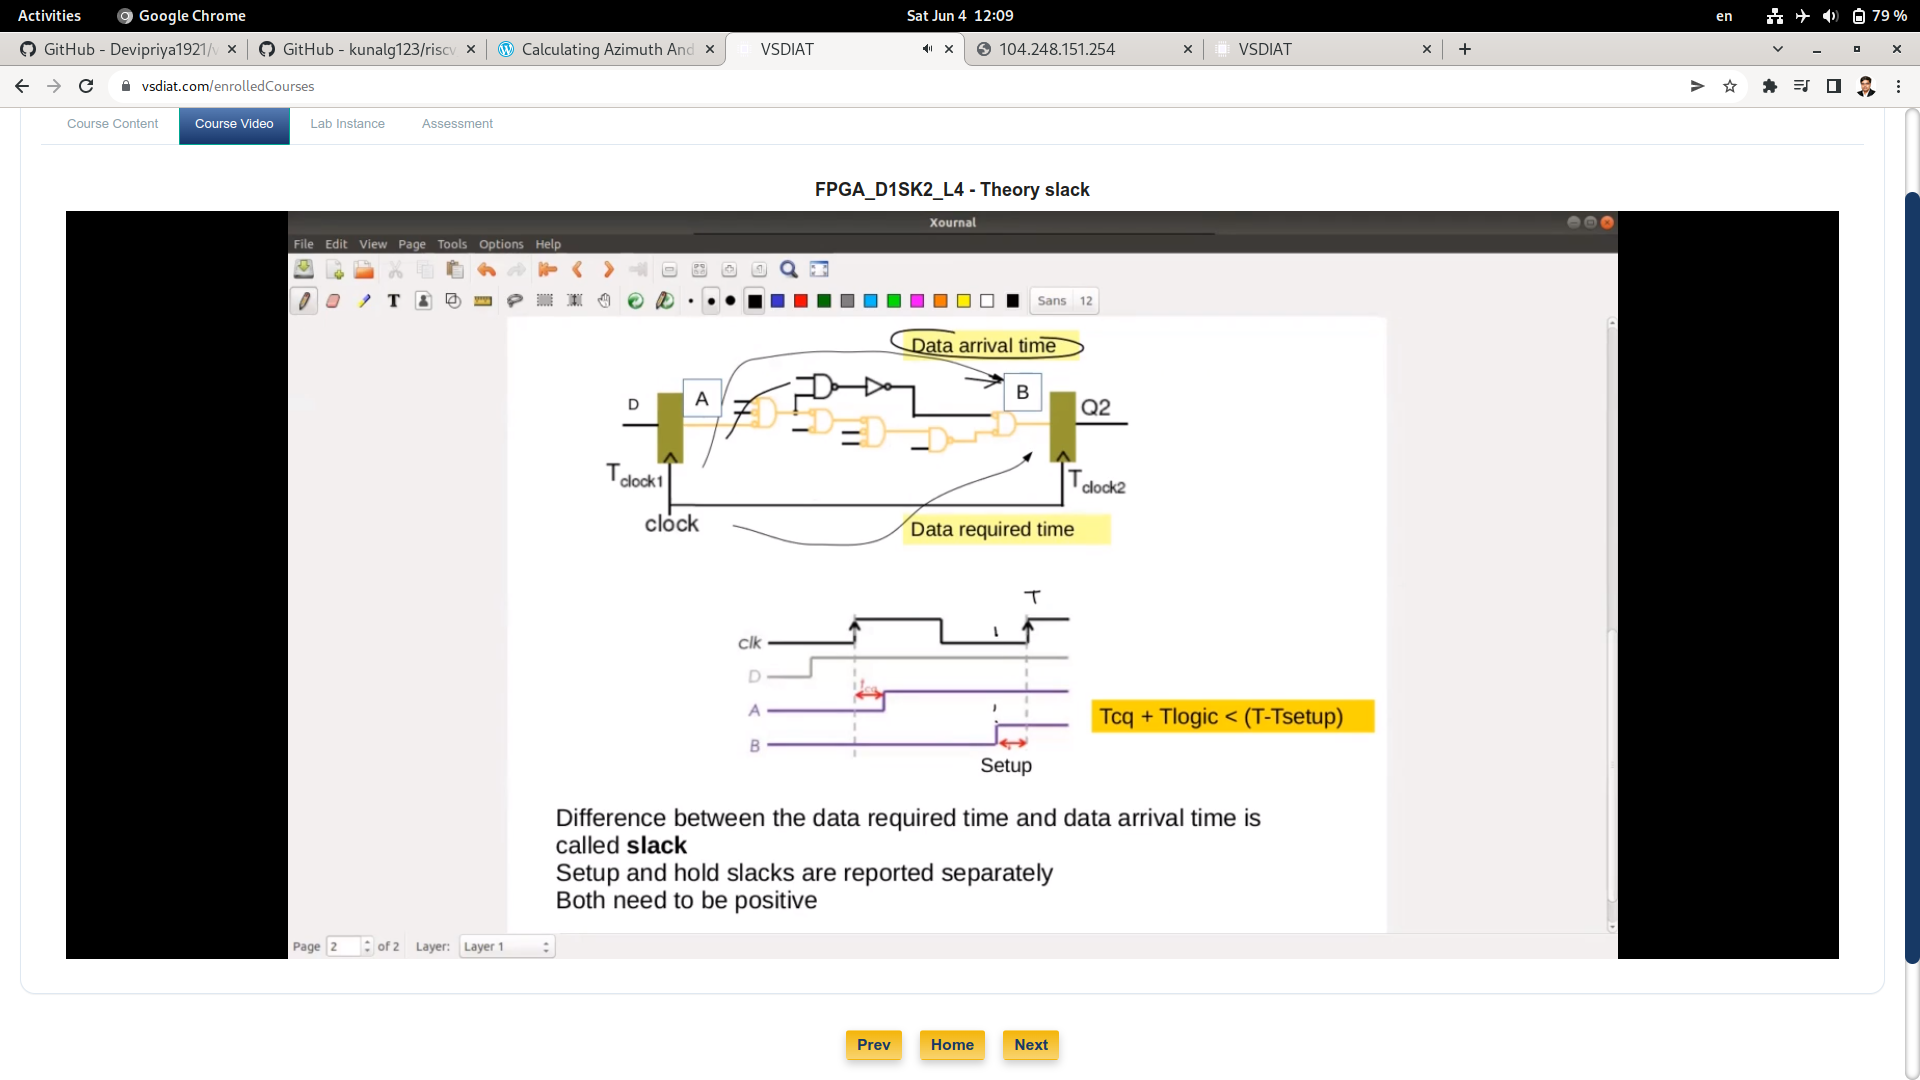 Activities
Google Chrome
Sat Jun 4 12:09
en
79 %
GitHub - Devipriya1921/
GitHub - kunalg123/riscv
Calculating Azimuth And
VSDIAT
104.248.151.254
VSDIAT
vsdiat.com/enrolledCourses
Course Content
Course Video
Lab Instance
Assessment
FPGA_D1SK2_L4 - Theory slack
Xournal
File Edit View Page Tools Options Help
T
Sans 12
Data arrival time
A
B
D
Q2
Tclock1
Tclock2
clock
Data required time
T
clk
D
tcq
A
Tcq + Tlogic < (T-Tsetup)
B
Setup
Difference between the data required time and data arrival time is
called slack
Setup and hold slacks are reported separately
Both need to be positive
Page 2 of 2 Layer: Layer 1
Prev
Home
Next